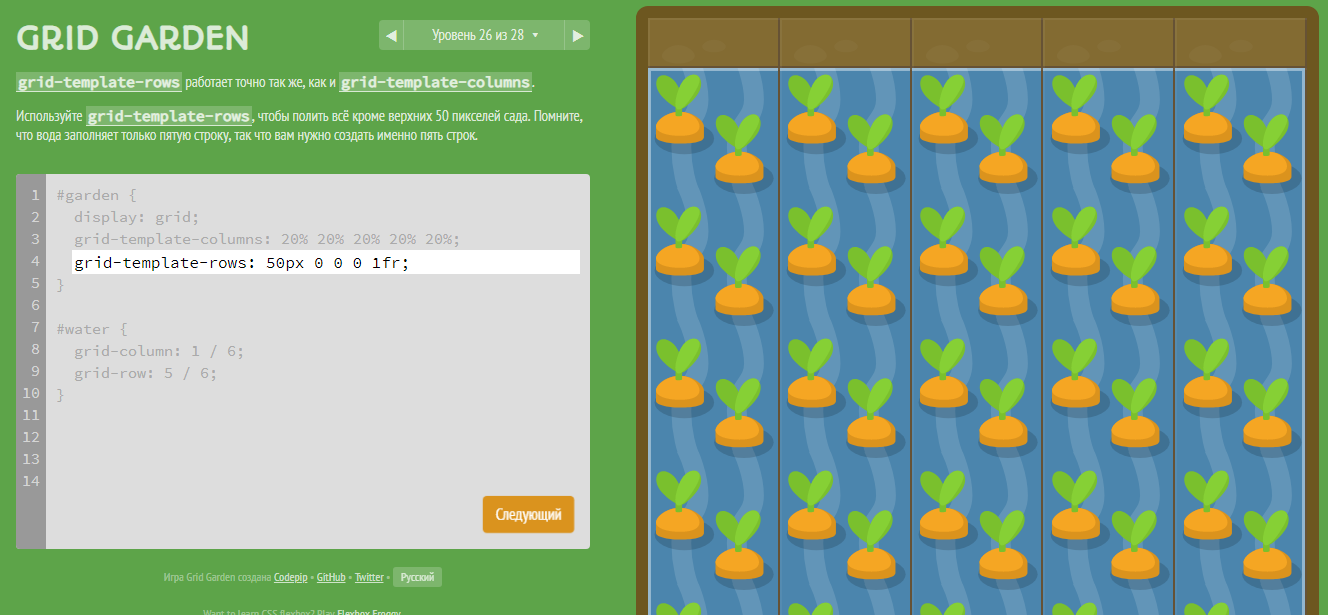 GRID GARDEN
◀ Уровень 26 из 28 ▾ ▶
grid-template-rows работает точно так же, как и grid-template-columns.
Используйте grid-template-rows, чтобы полить всё кроме верхних 50 пикселей сада. Помните,
что вода заполняет только пятую строку, так что вам нужно создать именно пять строк.
1 #garden {
2 display: grid;
3 grid-template-columns: 20% 20% 20% 20% 20%;
4 grid-template-rows: 50px 0 0 0 1fr;
5 }
6
7 #water {
8 grid-column: 1 / 6;
9 grid-row: 5 / 6;
10 }
11
12
13
14
Следующий
Игра Grid Garden создана Codepip • GitHub • Twitter • Русский
Want to learn CSS flexbox? Play Flexbox Froggy.